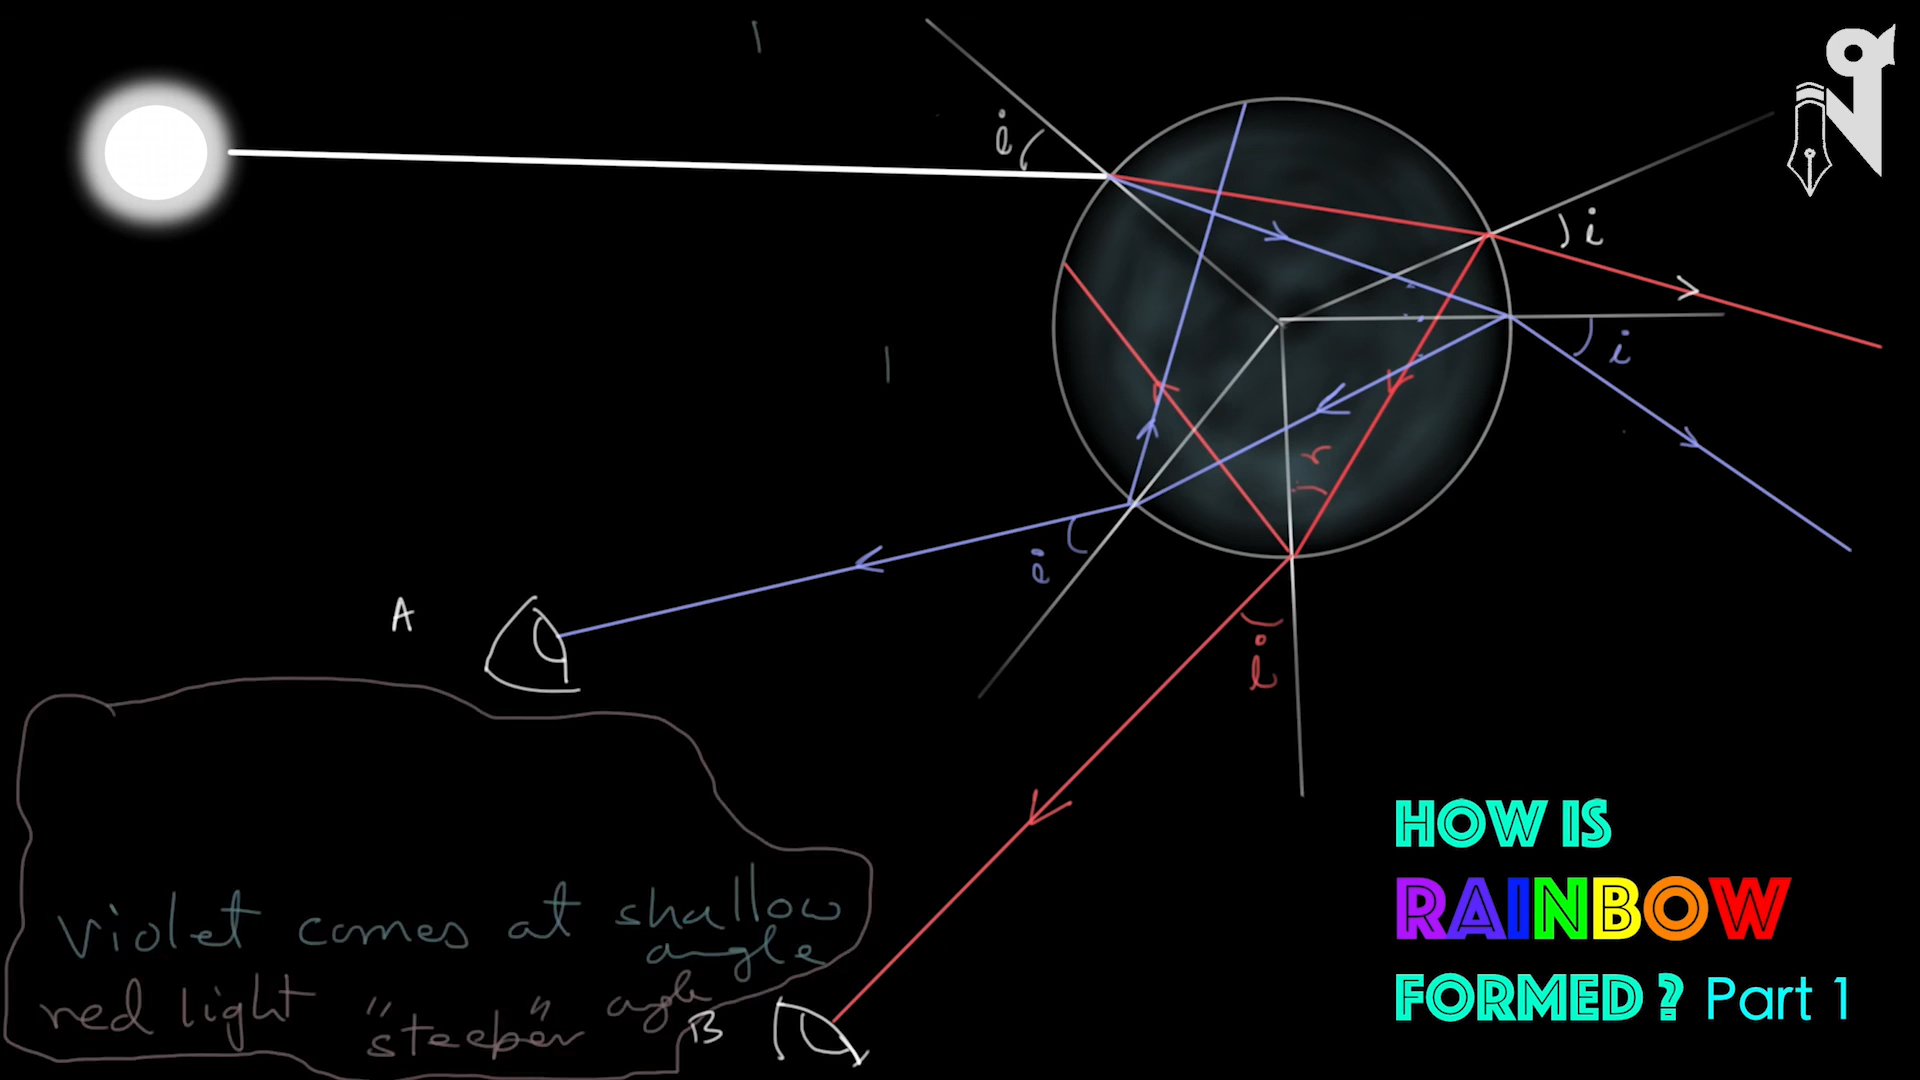 i
i
i
r
i
i
A
violet comes at shallow
angle
red light "steeper" angle
B
HOW IS
RAINBOW
FORMED ? Part 1